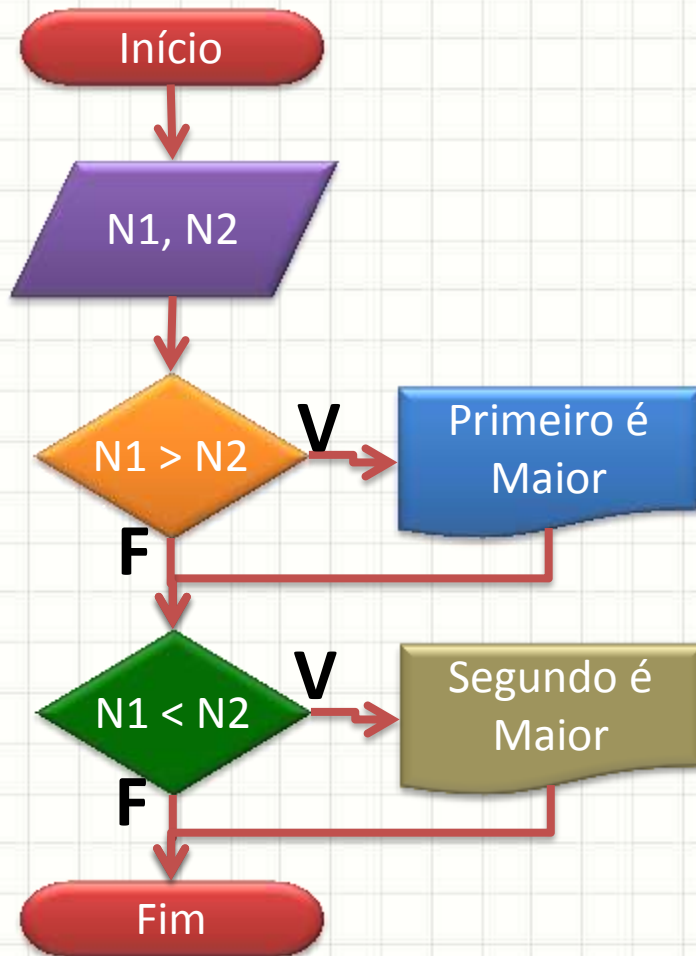 Início
N1, N2
N1 > N2
V
Primeiro é
Maior
F
N1 < N2
V
Segundo é
Maior
F
Fim